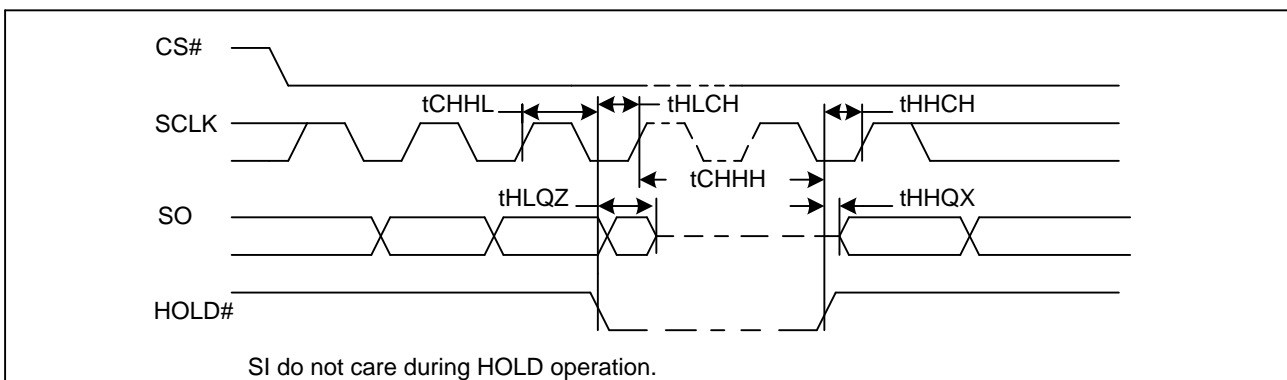 CS#
tCHHL
tHLCH
tHHCH
SCLK
tCHHH
tHLQZ
tHHQX
SO
HOLD#
SI do not care during HOLD operation.